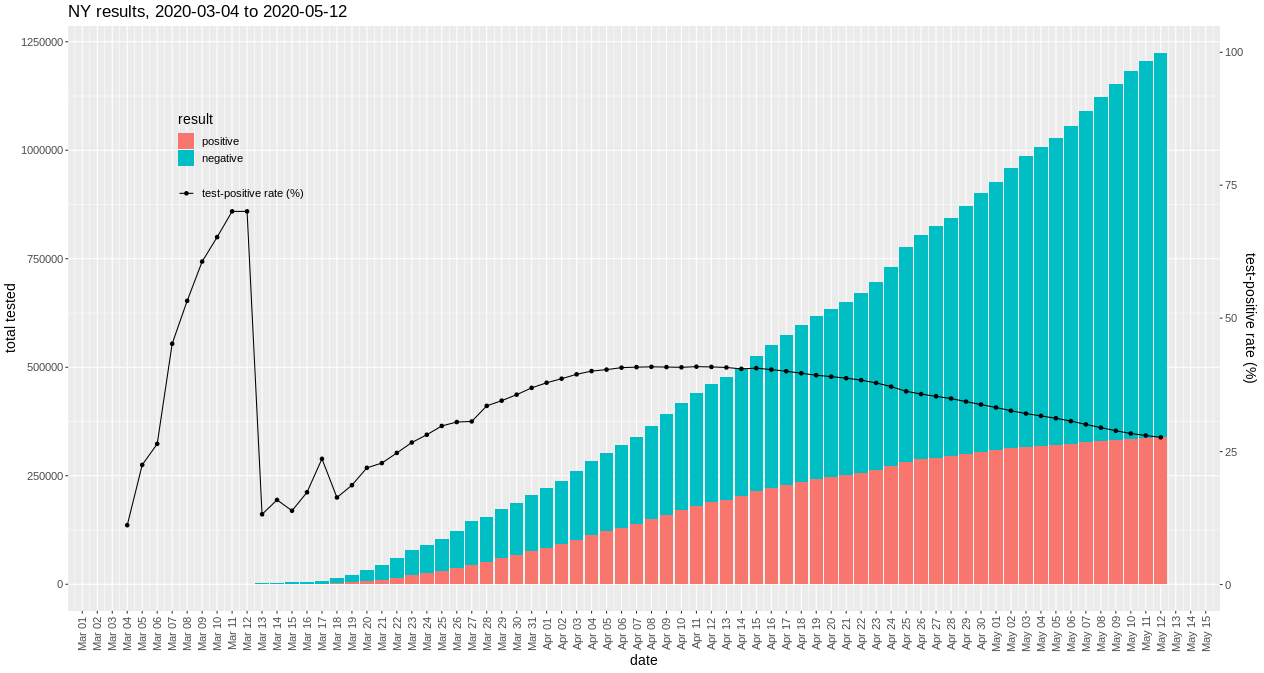 NY results, 2020-03-04 to 2020-05-12
1250000
1000000
750000
500000
250000
0
total tested
result
positive
negative
test-positive rate (%)
100
75
50
25
0
test-positive rate (%)
Mar 01
Mar 02
Mar 03
Mar 04
Mar 05
Mar 06
Mar 07
Mar 08
Mar 09
Mar 10
Mar 11
Mar 12
Mar 13
Mar 14
Mar 15
Mar 16
Mar 17
Mar 18
Mar 19
Mar 20
Mar 21
Mar 22
Mar 23
Mar 24
Mar 25
Mar 26
Mar 27
Mar 28
Mar 29
Mar 30
Mar 31
Apr 01
Apr 02
Apr 03
Apr 04
Apr 05
Apr 06
Apr 07
Apr 08
Apr 09
Apr 10
Apr 11
Apr 12
Apr 13
Apr 14
Apr 15
Apr 16
Apr 17
Apr 18
Apr 19
Apr 20
Apr 21
Apr 22
Apr 23
Apr 24
Apr 25
Apr 26
Apr 27
Apr 28
Apr 29
Apr 30
May 01
May 02
May 03
May 04
May 05
May 06
May 07
May 08
May 09
May 10
May 11
May 12
May 13
May 14
May 15
date